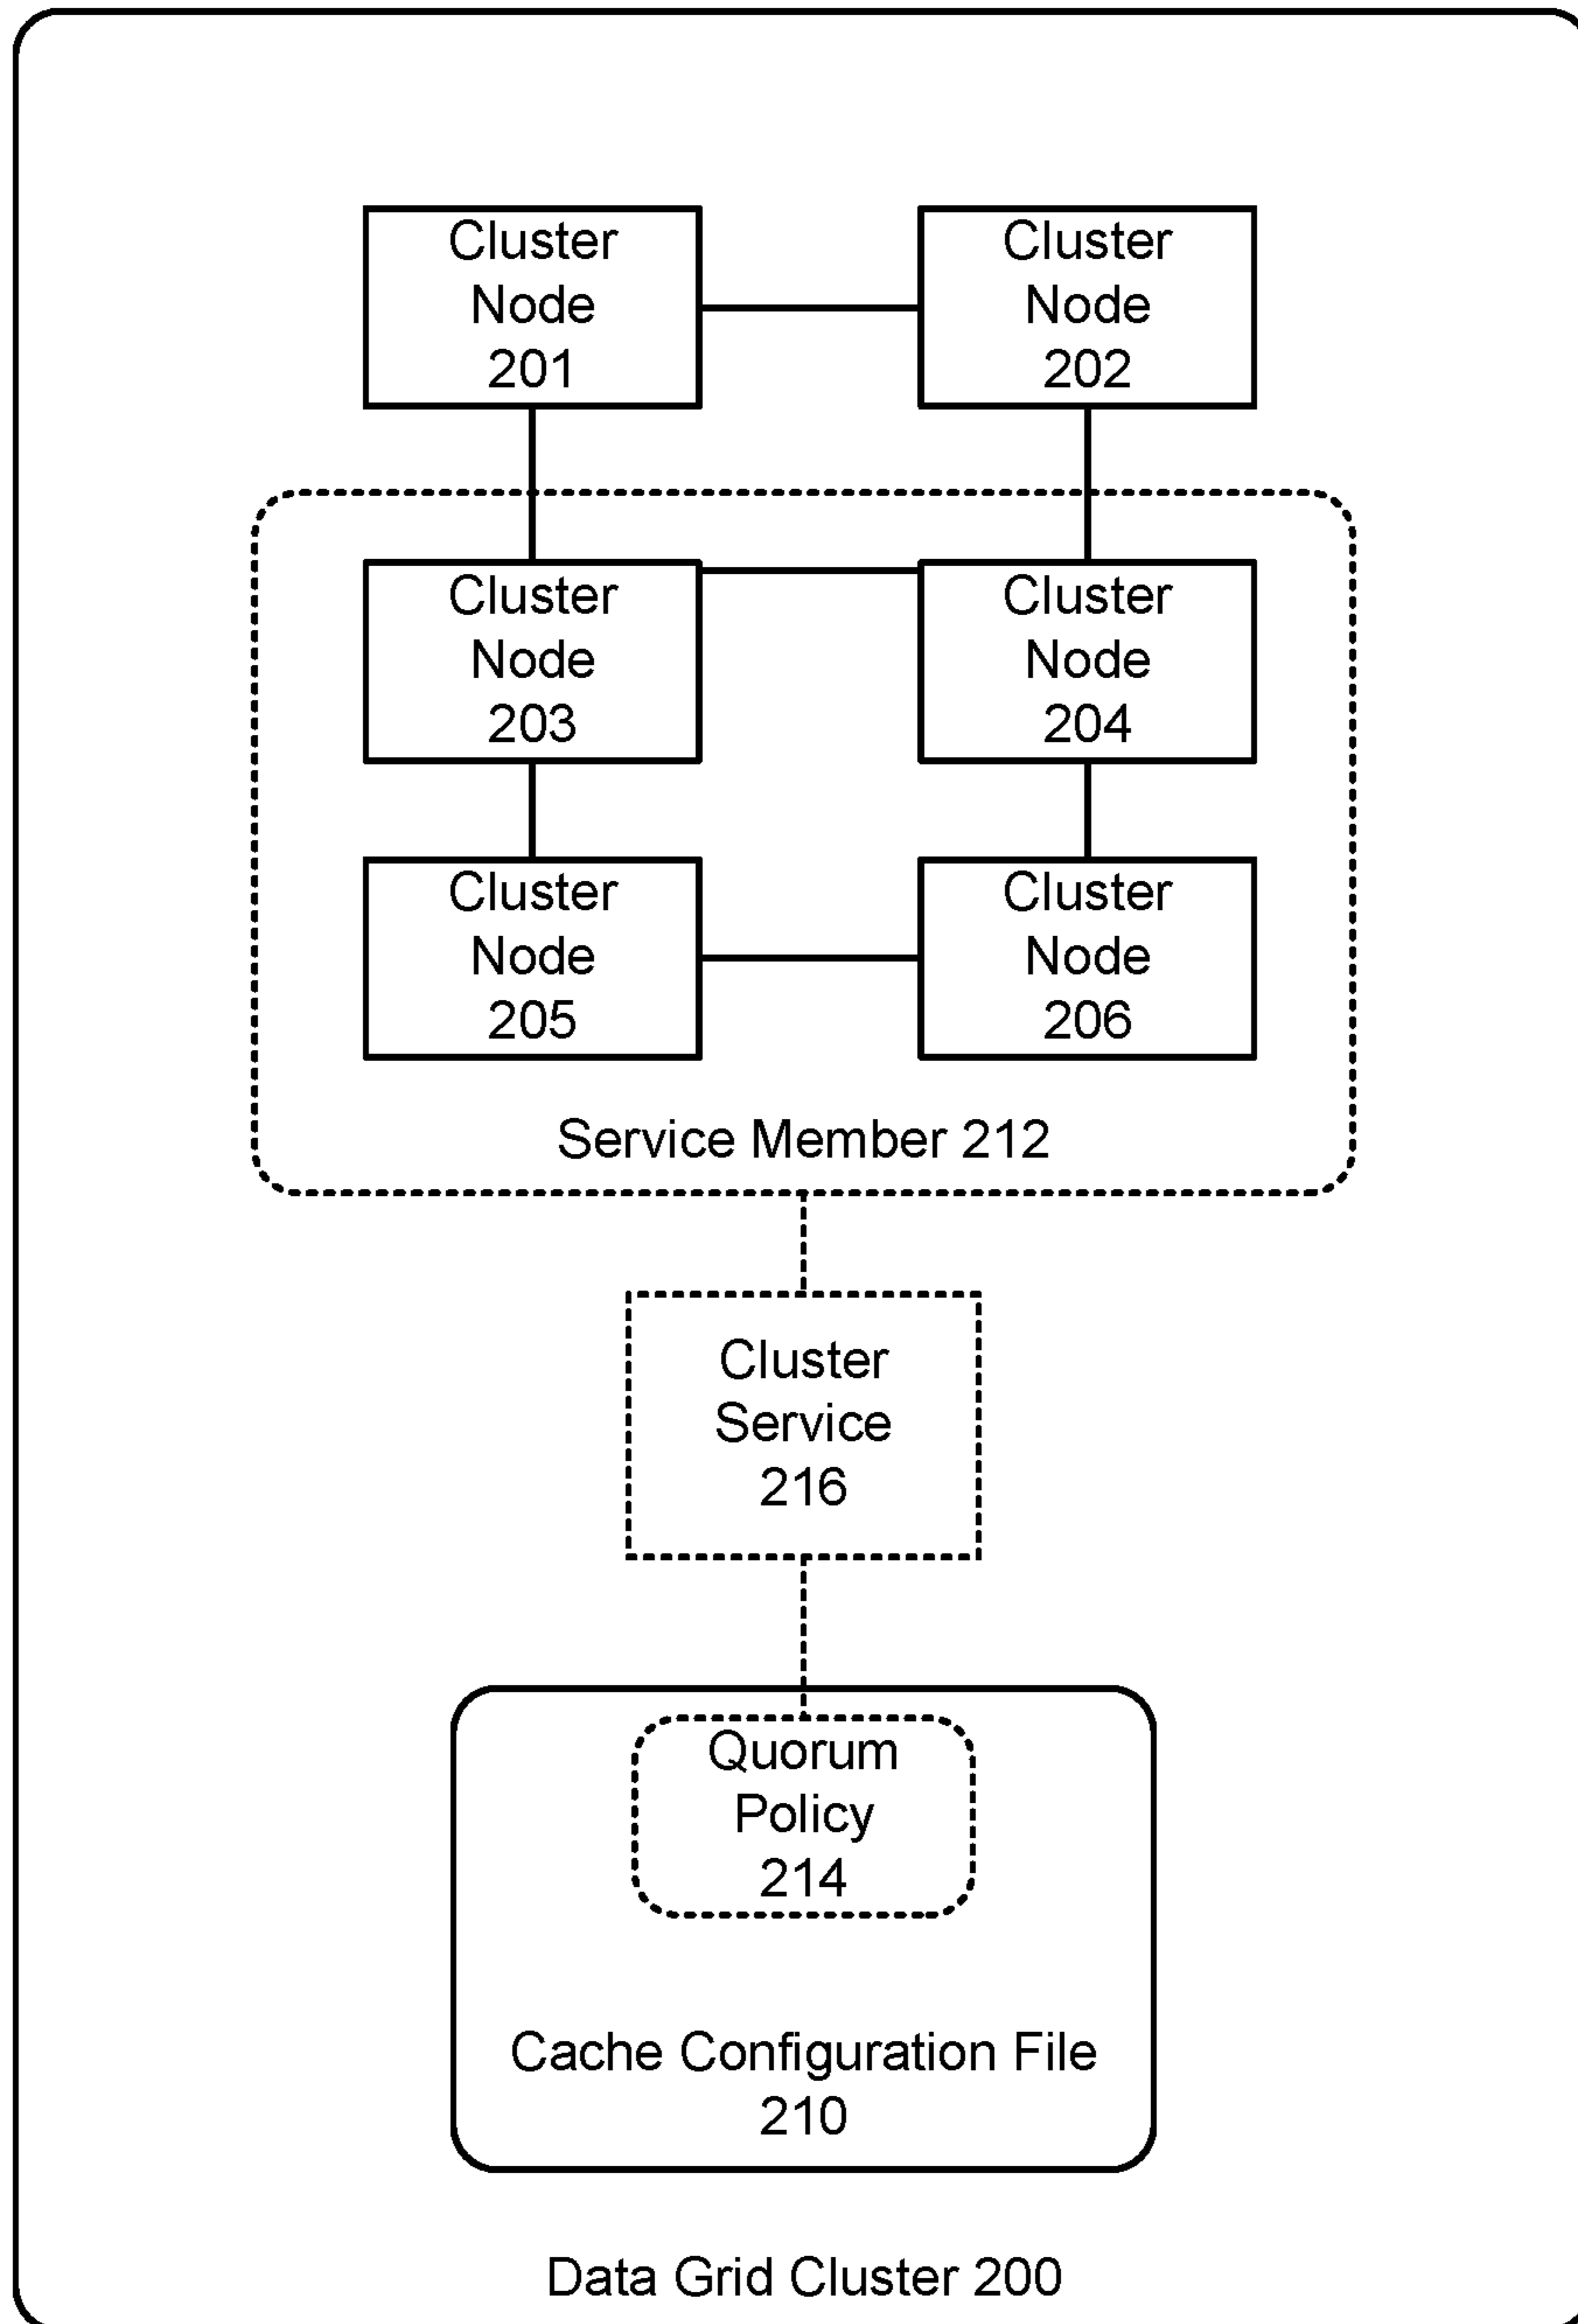 Cluster
Node
201
Cluster
Node
202
Cluster
Node
203
Cluster
Node
204
Cluster
Node
205
Cluster
Node
206
Service Member 212
Cluster
Service
216
Quorum
Policy
214
Cache Configuration File
210
Data Grid Cluster 200